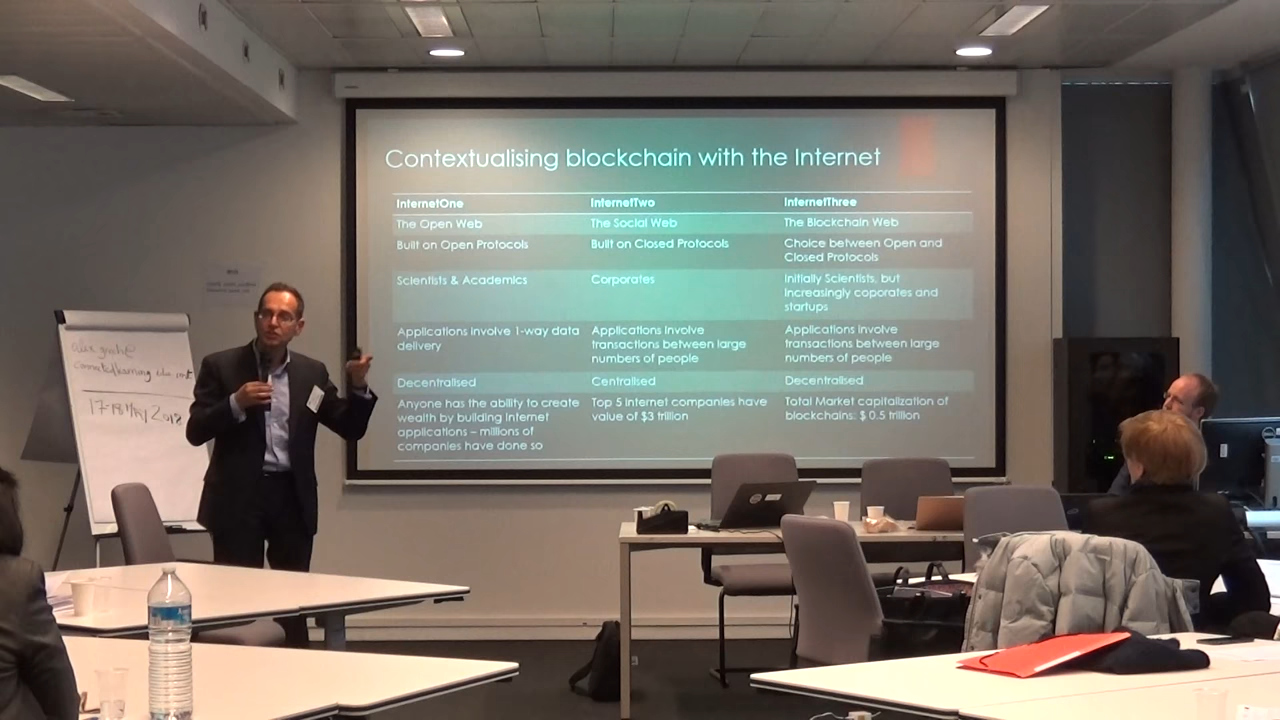 Contextualising blockchain with the Internet
InternetOne InternetTwo InternetThree
The Open Web The Social Web The Blockchain Web
Built on Open Protocols Built on Closed Protocols Choice between Open and
Closed Protocols
Scientists & Academics Corporates Initially Scientists, but
increasingly coporates and
startups
Applications involve 1-way data Applications involve Applications involve
delivery transactions between large transactions between large
numbers of people numbers of people
Decentralised Centralised Decentralised
Anyone has the ability to create Top 5 internet companies have Total Market capitalization of
wealth by building Internet value of $3 trillion blockchains: $ 0.5 trillion
applications – millions of
companies have done so
17-18 May 2018